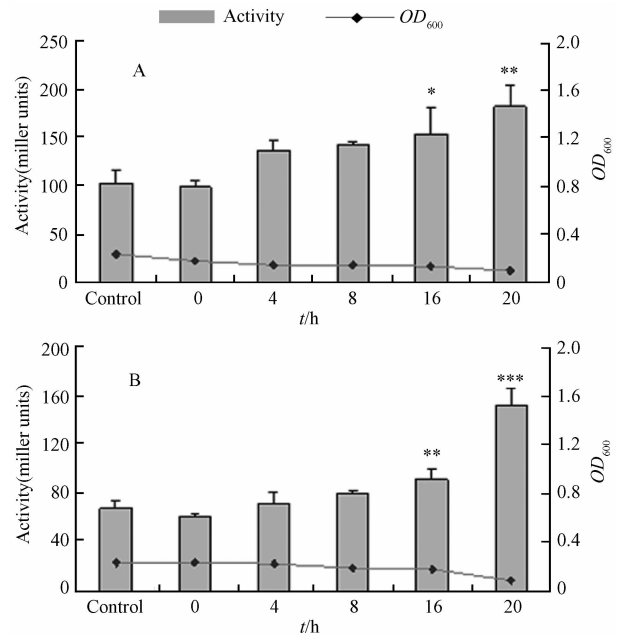 Activity OD600
A
Activity(miller units)
250
200
150
100
50
0
2.0
1.6
1.2
0.8
0.4
0
OD600
* **
Control 0 4 8 16 20
t/h
B
Activity(miller units)
200
160
120
80
40
0
2.0
1.6
1.2
0.8
0.4
0
OD600
** ***
Control 0 4 8 16 20
t/h